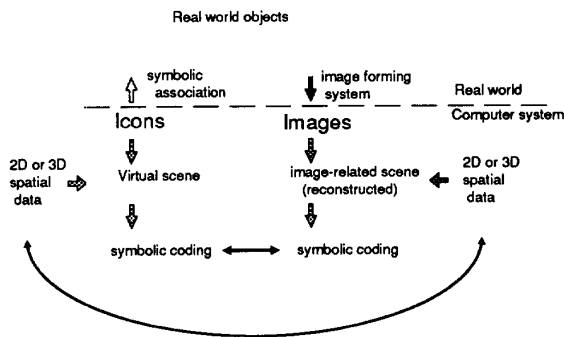 Real world objects
symbolic
association
image forming
system
Real world
Computer system
Icons
Images
2D or 3D
spatial
data
Virtual scene
image-related scene
(reconstructed)
2D or 3D
spatial
data
symbolic coding
symbolic coding